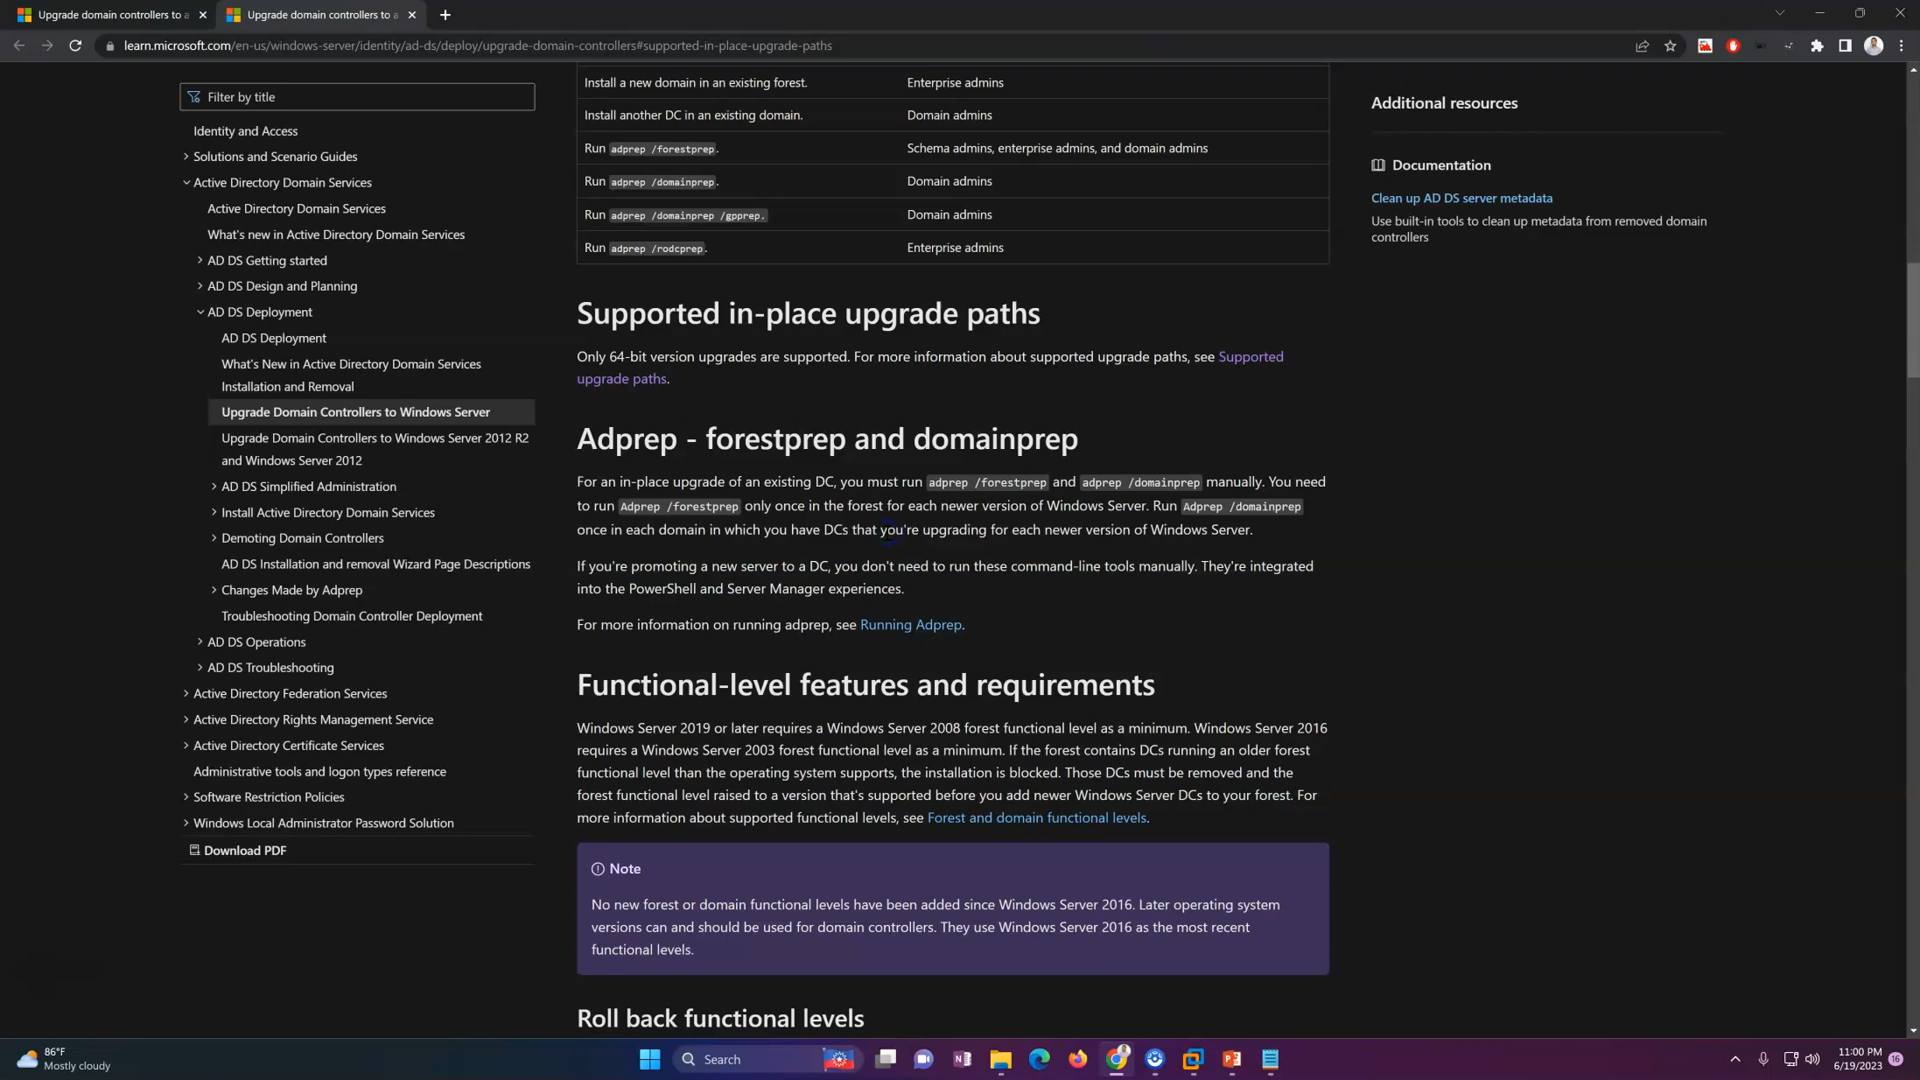 Upgrade domain controllers to a
Upgrade domain controllers to a
learn.microsoft.com/en-us/windows-server/identity/ad-ds/deploy/upgrade-domain-controllers#supported-in-place-upgrade-paths
Filter by title
Identity and Access
Solutions and Scenario Guides
Active Directory Domain Services
Active Directory Domain Services
What's new in Active Directory Domain Services
AD DS Getting started
AD DS Design and Planning
AD DS Deployment
AD DS Deployment
What's New in Active Directory Domain Services
Installation and Removal
Upgrade Domain Controllers to Windows Server
Upgrade Domain Controllers to Windows Server 2012 R2
and Windows Server 2012
AD DS Simplified Administration
Install Active Directory Domain Services
Demoting Domain Controllers
AD DS Installation and removal Wizard Page Descriptions
Changes Made by Adprep
Troubleshooting Domain Controller Deployment
AD DS Operations
AD DS Troubleshooting
Active Directory Federation Services
Active Directory Rights Management Service
Active Directory Certificate Services
Administrative tools and logon types reference
Software Restriction Policies
Windows Local Administrator Password Solution
Download PDF
Install a new domain in an existing forest. Enterprise admins
Install another DC in an existing domain. Domain admins
Run adprep /forestprep. Schema admins, enterprise admins, and domain admins
Run adprep /domainprep. Domain admins
Run adprep /domainprep /gpprep. Domain admins
Run adprep /rodcprep. Enterprise admins
Supported in-place upgrade paths
Only 64-bit version upgrades are supported. For more information about supported upgrade paths, see Supported
upgrade paths.
Adprep - forestprep and domainprep
For an in-place upgrade of an existing DC, you must run adprep /forestprep and adprep /domainprep manually. You need
to run Adprep /forestprep only once in the forest for each newer version of Windows Server. Run Adprep /domainprep
once in each domain in which you have DCs that you're upgrading for each newer version of Windows Server.
If you're promoting a new server to a DC, you don't need to run these command-line tools manually. They're integrated
into the PowerShell and Server Manager experiences.
For more information on running adprep, see Running Adprep.
Functional-level features and requirements
Windows Server 2019 or later requires a Windows Server 2008 forest functional level as a minimum. Windows Server 2016
requires a Windows Server 2003 forest functional level as a minimum. If the forest contains DCs running an older forest
functional level than the operating system supports, the installation is blocked. Those DCs must be removed and the
forest functional level raised to a version that's supported before you add newer Windows Server DCs to your forest. For
more information about supported functional levels, see Forest and domain functional levels.
Note
No new forest or domain functional levels have been added since Windows Server 2016. Later operating system
versions can and should be used for domain controllers. They use Windows Server 2016 as the most recent
functional levels.
Roll back functional levels
Additional resources
Documentation
Clean up AD DS server metadata
Use built-in tools to clean up metadata from removed domain
controllers
86°F
Mostly cloudy
Search
11:00 PM
6/19/2023
16